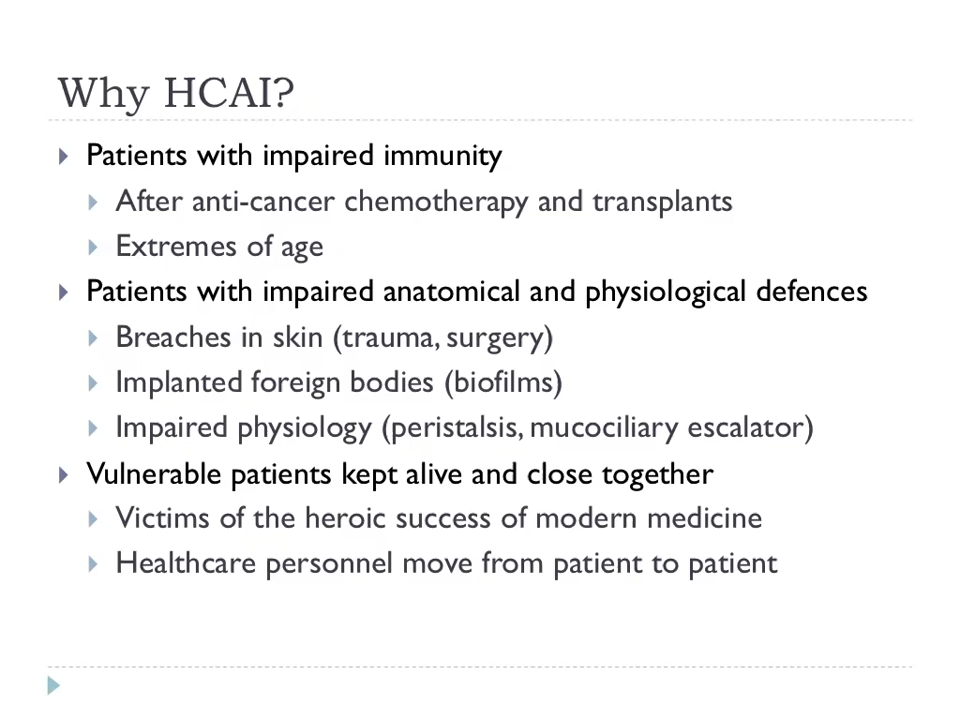 Why HCAI?
Patients with impaired immunity
After anti-cancer chemotherapy and transplants
Extremes of age
Patients with impaired anatomical and physiological defences
Breaches in skin (trauma, surgery)
Implanted foreign bodies (biofilms)
Impaired physiology (peristalsis, mucociliary escalator)
Vulnerable patients kept alive and close together
Victims of the heroic success of modern medicine
Healthcare personnel move from patient to patient